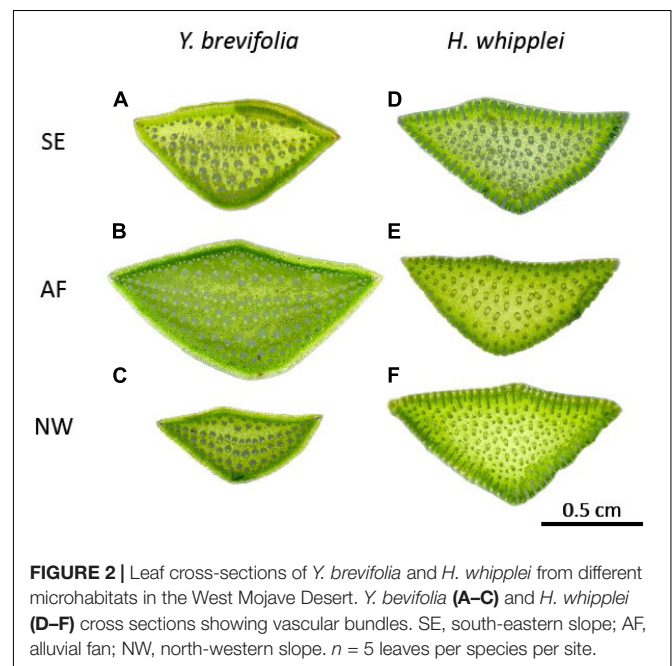 Y. brevifolia H. whipplei
A D
SE
B E
AF
C F
NW
0.5 cm
FIGURE 2 | Leaf cross-sections of Y. brevifolia and H. whipplei from different
microhabitats in the West Mojave Desert. Y. bevifolia (A–C) and H. whipplei
(D–F) cross sections showing vascular bundles. SE, south-eastern slope; AF,
alluvial fan; NW, north-western slope. n = 5 leaves per species per site.